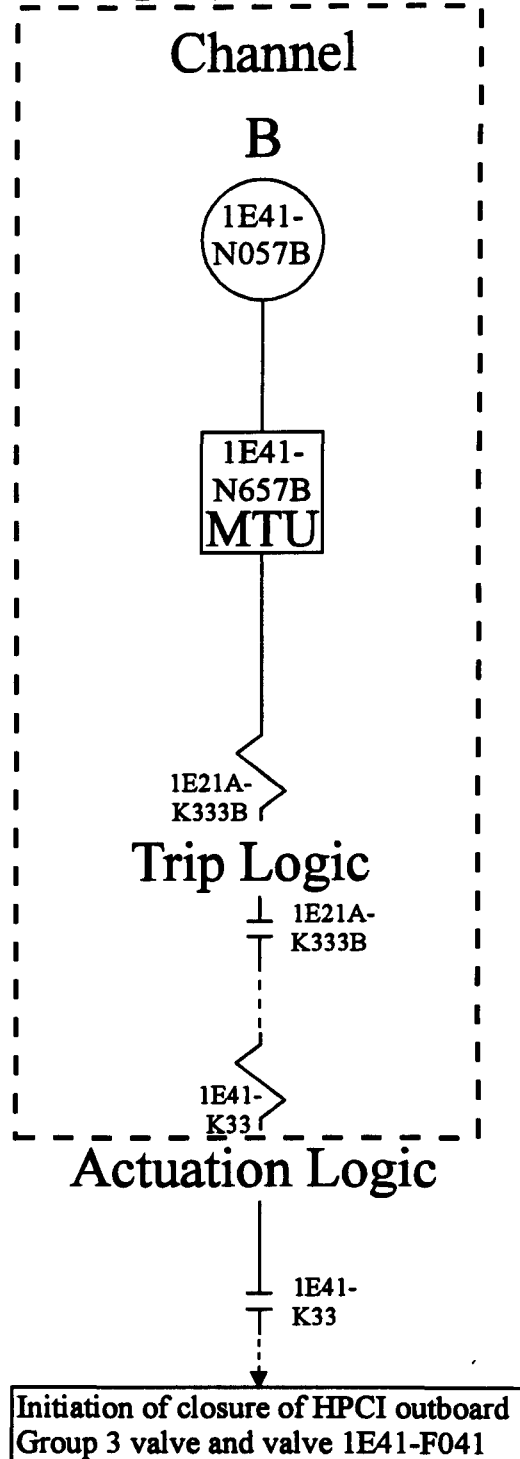 Channel
B
1E41-
N057B
1E41-
N657B
MTU
1E21A-
K333B
Trip Logic
1E21A-
K333B
1E41-
K33
Actuation Logic
1E41-
K33
Initiation of closure of HPCI outboard
Group 3 valve and valve 1E41-F041